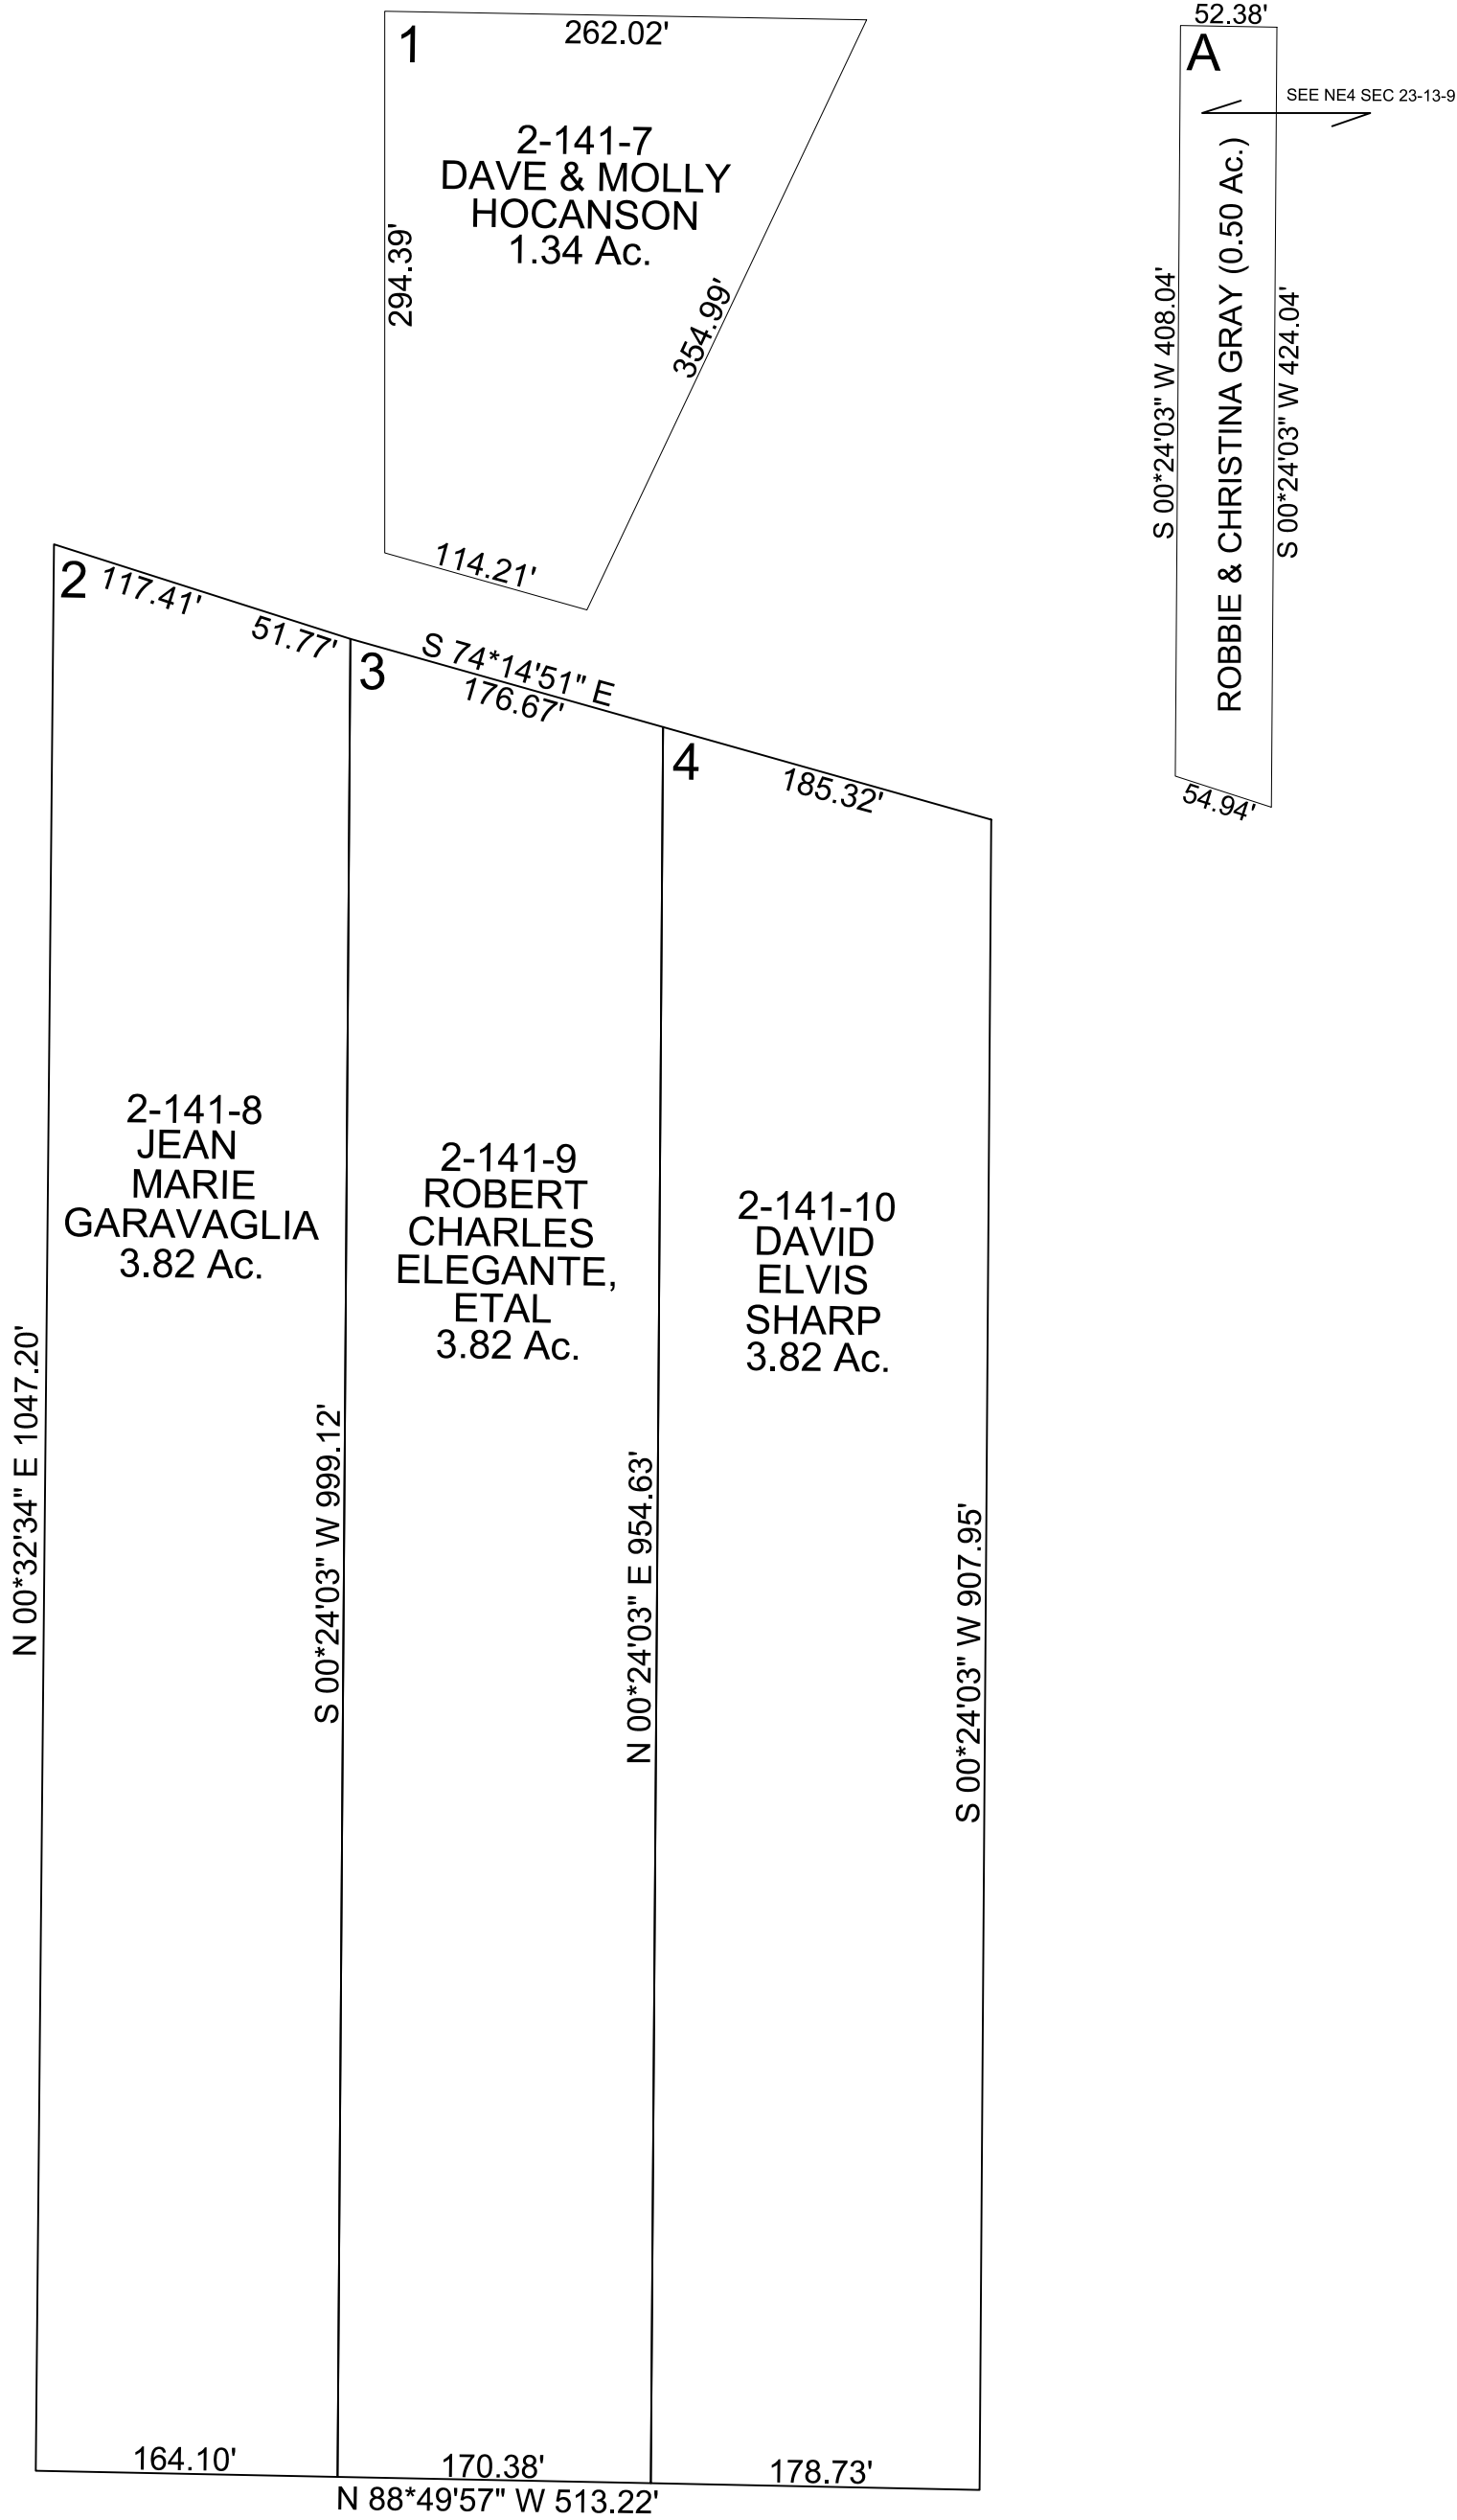 1
262.02'
2-141-7
DAVE & MOLLY
HOCANSON
1.34 Ac.
294.39'
354.99'
114.21'
52.38'
A
SEE NE4 SEC 23-13-9
ROBBIE & CHRISTINA GRAY (0.50 Ac.)
S 00*24'03" W 408.04'
S 00*24'03" W 424.04'
54.94'
2
117.41'
51.77'
3
S 74*14'51" E
176.67'
4
185.32'
2-141-8
JEAN
MARIE
GARAVAGLIA
3.82 Ac.
2-141-9
ROBERT
CHARLES
ELEGANTE,
ETAL
3.82 Ac.
2-141-10
DAVID
ELVIS
SHARP
3.82 Ac.
N 00*32'34" E 1047.20'
S 00*24'03" W 999.12'
N 00*24'03" E 954.63'
S 00*24'03" W 907.95'
164.10'
170.38'
178.73'
N 88*49'57" W 513.22'